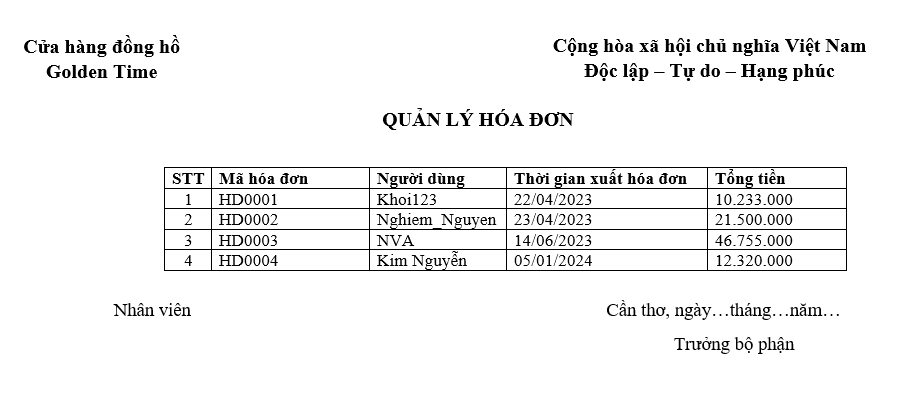 Cửa hàng đồng hồ
Golden Time
Cộng hòa xã hội chủ nghĩa Việt Nam
Độc lập – Tự do – Hạng phúc
QUẢN LÝ HÓA ĐƠN
STT Mã hóa đơn Người dùng Thời gian xuất hóa đơn Tổng tiền
1 HD0001 Khoi123 22/04/2023 10.233.000
2 HD0002 Nghiem_Nguyen 23/04/2023 21.500.000
3 HD0003 NVA 14/06/2023 46.755.000
4 HD0004 Kim Nguyễn 05/01/2024 12.320.000
Nhân viên
Cần thơ, ngày…tháng…năm…
Trưởng bộ phận